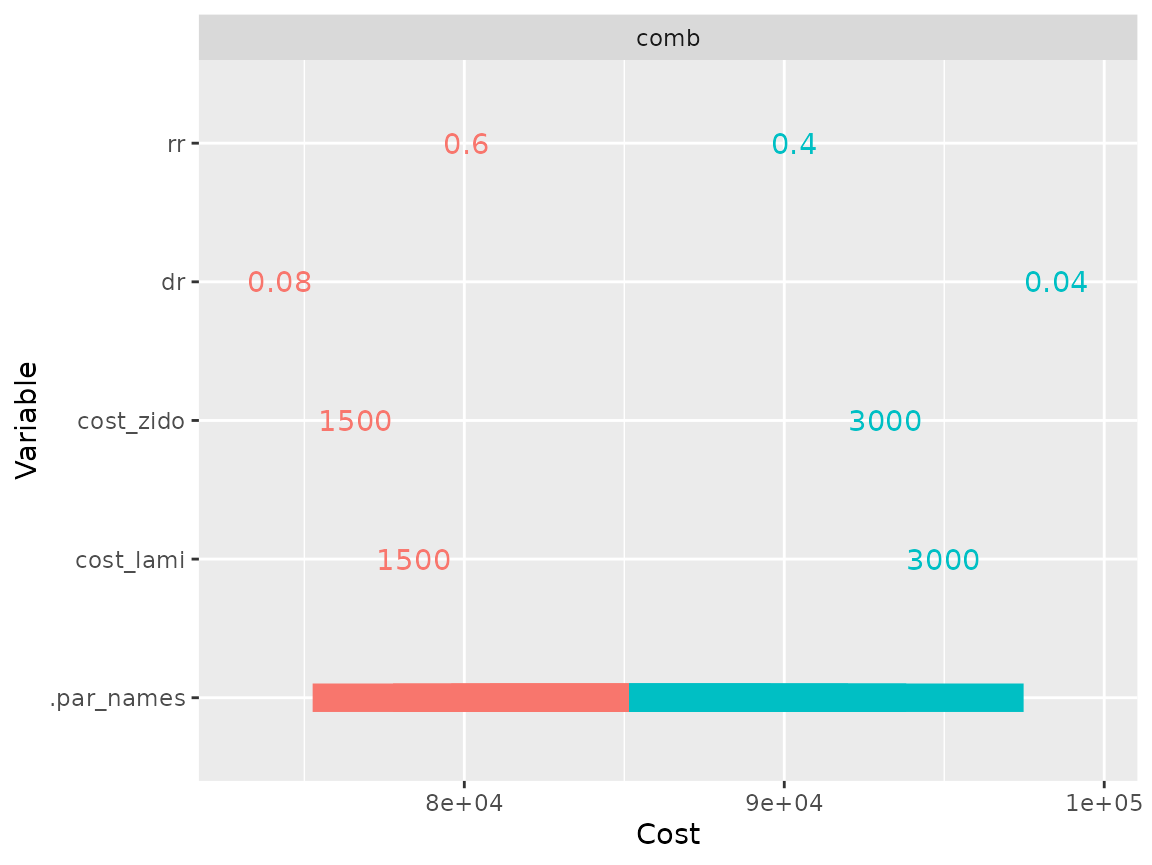 comb
rr
0.6
0.4
dr
0.08
0.04
cost_zido
1500
3000
cost_lami
1500
3000
.par_names
8e+04
9e+04
1e+05
Cost
Variable